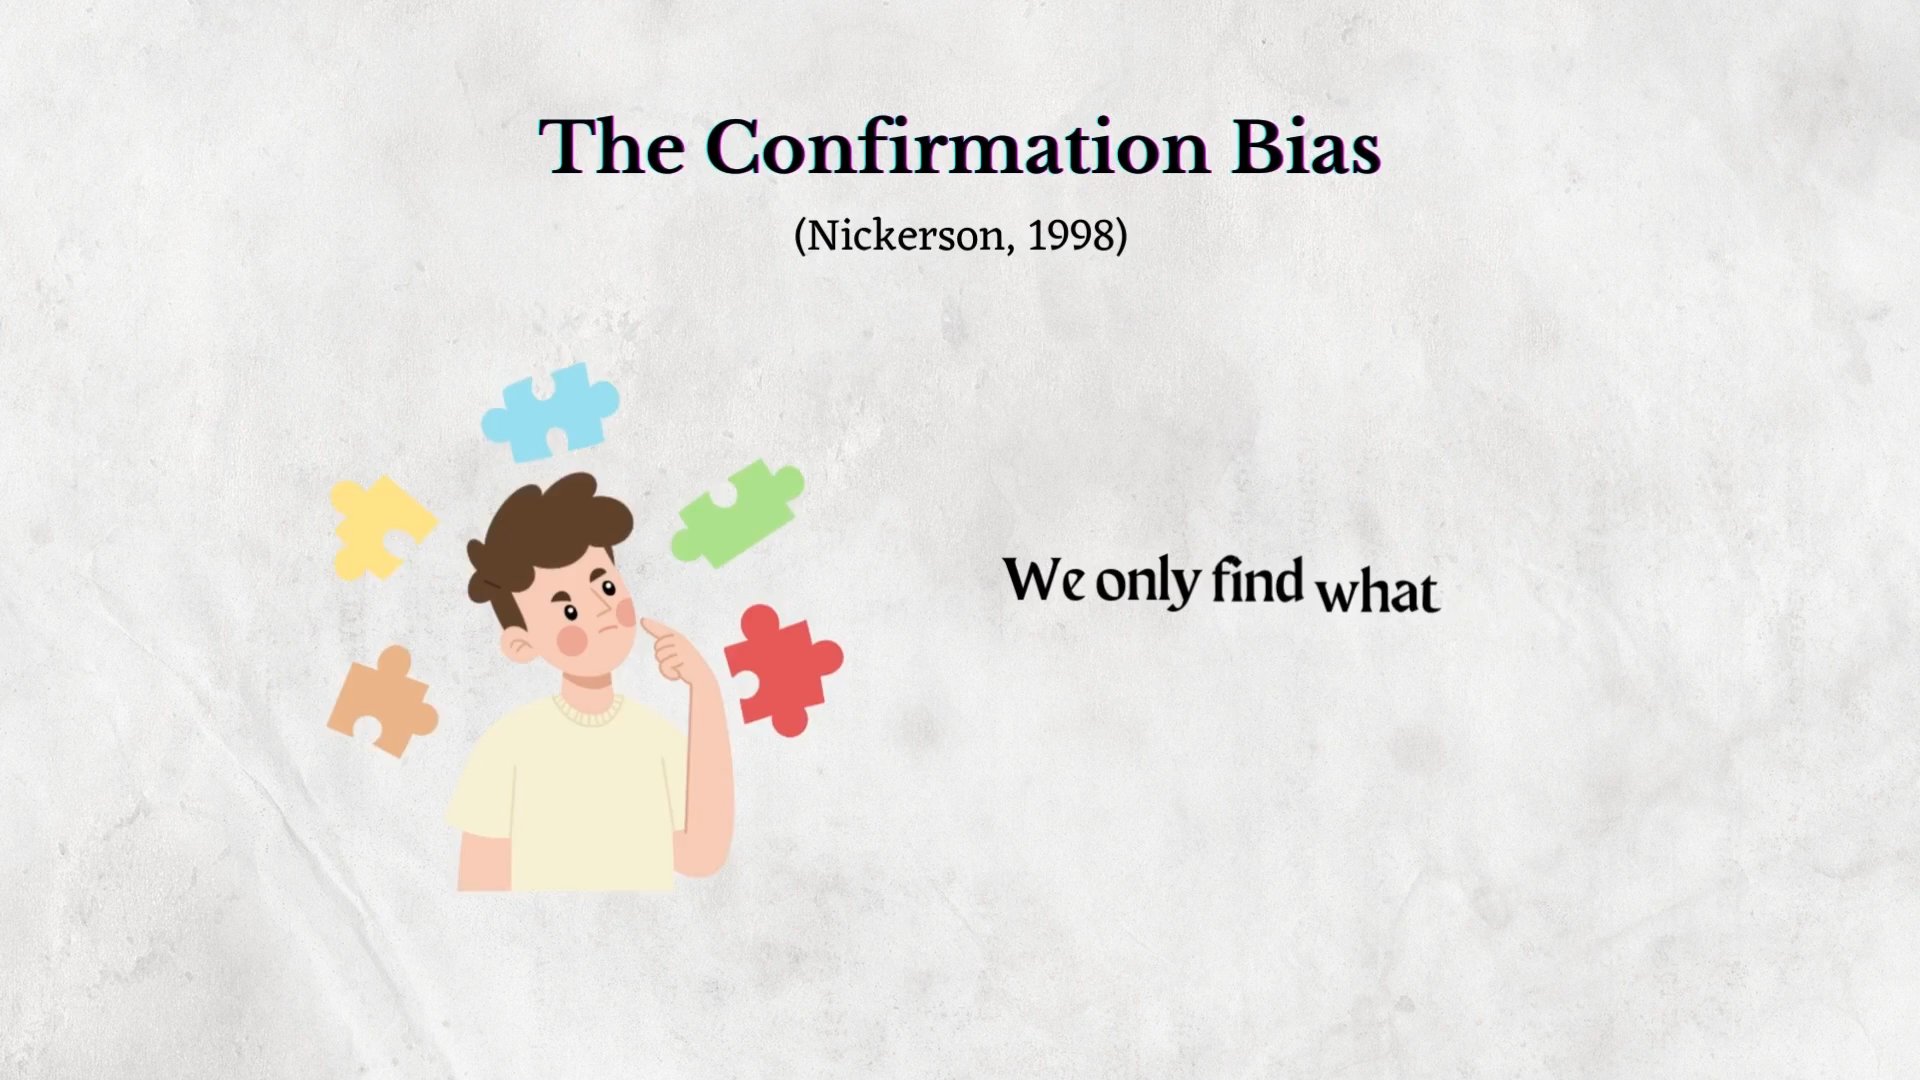 The Confirmation Bias
(Nickerson, 1998)
We only find what